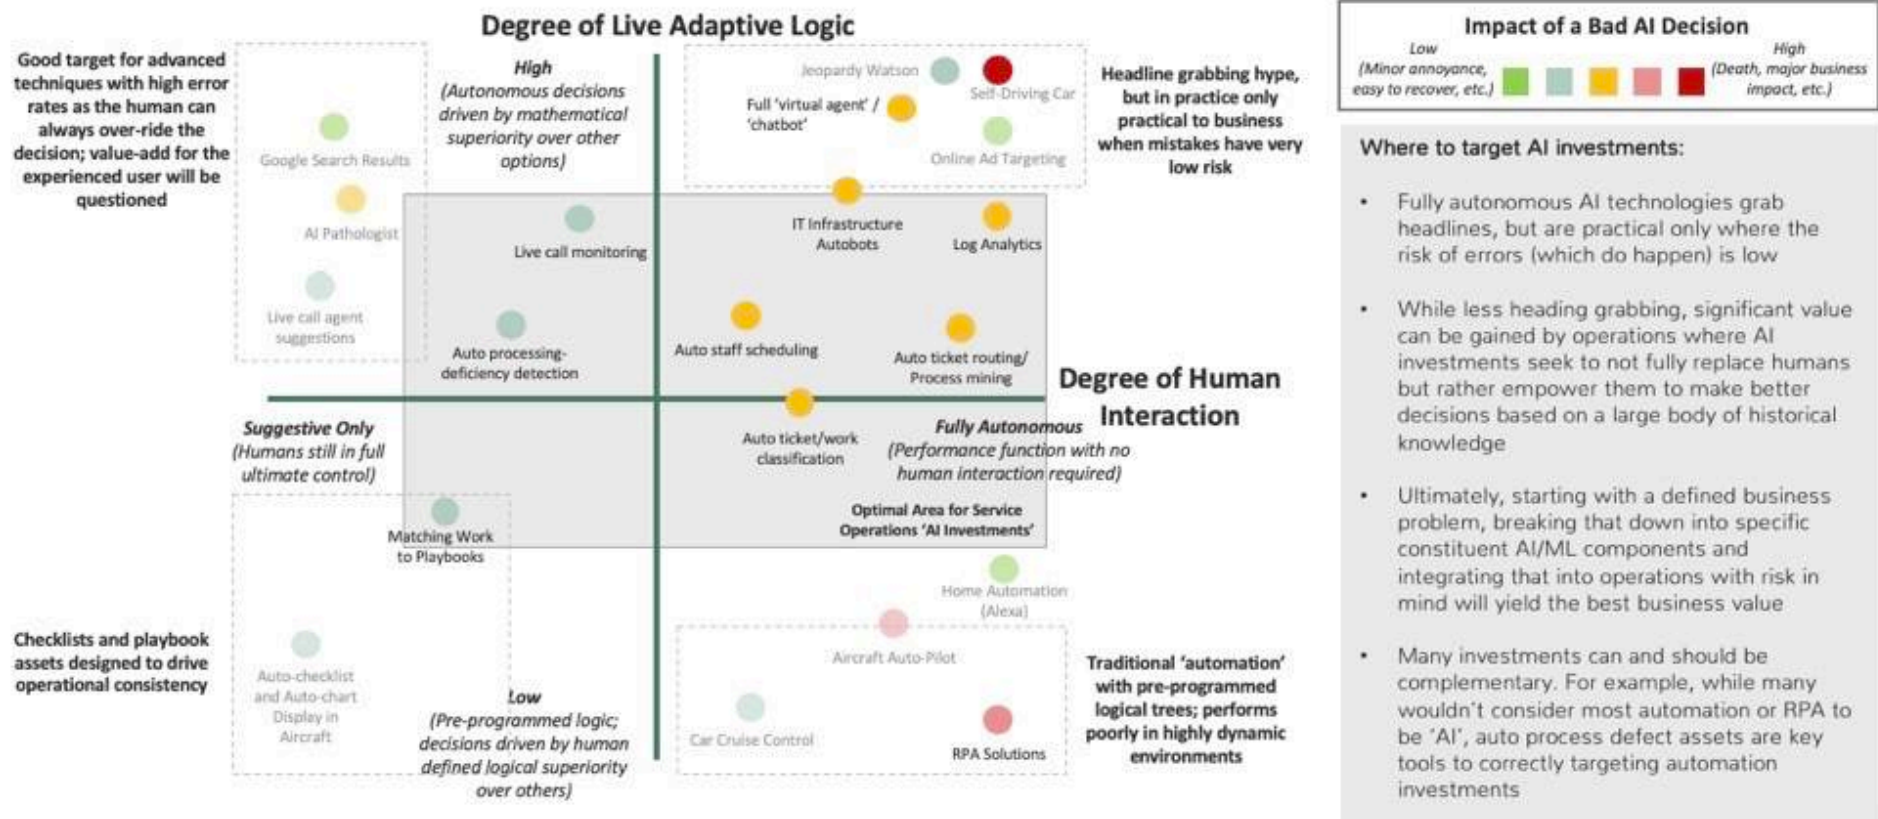 Degree of Live Adaptive Logic
Good target for advanced
techniques with high error
rates as the human can
always over-ride the
decision; value-add for the
experienced user will be
questioned
Google Search Results
AI Pathologist
Live call agent
suggestions
High
(Autonomous decisions
driven by mathematical
superiority over other
options)
Jeopardy Watson
Self-Driving Car
Full 'virtual agent' /
'chatbot'
Online Ad Targeting
Headline grabbing hype,
but in practice only
practical to business
when mistakes have very
low risk
Live call monitoring
IT Infrastructure
Autobots
Log Analytics
Auto processing-
deficiency detection
Auto staff scheduling
Auto ticket routing/
Process mining
Degree of Human
Interaction
Suggestive Only
(Humans still in full
ultimate control)
Auto ticket/work
classification
Fully Autonomous
(Performance function with no
human interaction required)
Optimal Area for Service
Operations 'AI Investments'
Matching Work
to Playbooks
Home Automation
(Alexa)
Checklists and playbook
assets designed to drive
operational consistency
Auto-checklist
and Auto-chart
Display in
Aircraft
Low
(Pre-programmed logic;
decisions driven by human
defined logical superiority
over others)
Aircraft Auto-Pilot
Car Cruise Control
RPA Solutions
Traditional 'automation'
with pre-programmed
logical trees; performs
poorly in highly dynamic
environments
Impact of a Bad AI Decision
Low
(Minor annoyance,
easy to recover, etc.)
High
(Death, major business
impact, etc.)
Where to target AI investments:
• Fully autonomous AI technologies grab
headlines, but are practical only where the
risk of errors (which do happen) is low
• While less heading grabbing, significant value
can be gained by operations where AI
investments seek to not fully replace humans
but rather empower them to make better
decisions based on a large body of historical
knowledge
• Ultimately, starting with a defined business
problem, breaking that down into specific
constituent AI/ML components and
integrating that into operations with risk in
mind will yield the best business value
• Many investments can and should be
complementary. For example, while many
wouldn't consider most automation or RPA to
be 'AI', auto process defect assets are key
tools to correctly targeting automation
investments